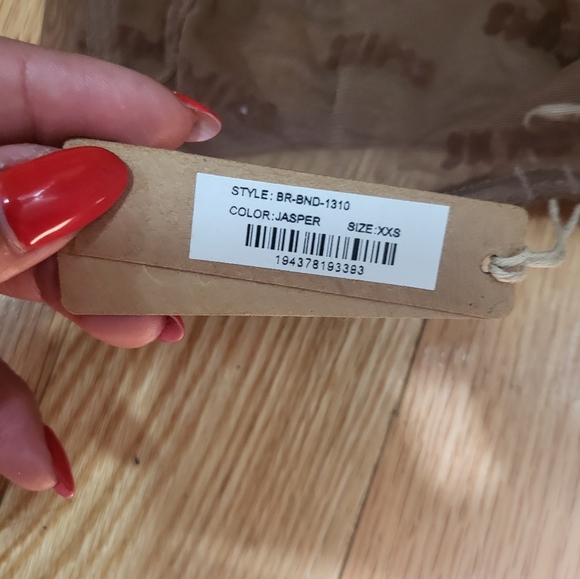 STYLE: BR-BND-1310
COLOR:JASPER SIZE:XXS
194378193393